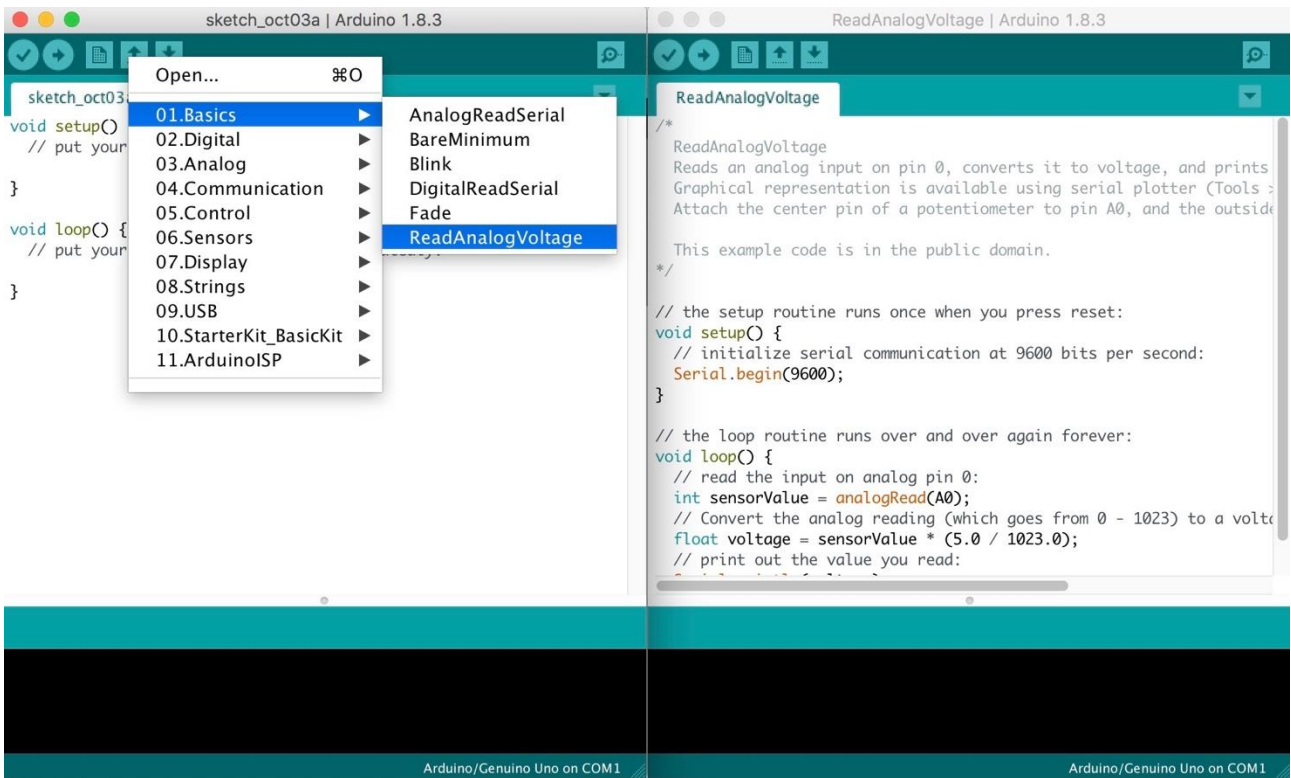 sketch_oct03a | Arduino 1.8.3
sketch_oct03
void setup()
// put your
}
void loop() {
// put your
}
Open... ⌘O
01.Basics
02.Digital
03.Analog
04.Communication
05.Control
06.Sensors
07.Display
08.Strings
09.USB
10.StarterKit_BasicKit
11.ArduinoISP
AnalogReadSerial
BareMinimum
Blink
DigitalReadSerial
Fade
ReadAnalogVoltage
Arduino/Genuino Uno on COM1
ReadAnalogVoltage | Arduino 1.8.3
ReadAnalogVoltage
/*
ReadAnalogVoltage
Reads an analog input on pin 0, converts it to voltage, and prints
Graphical representation is available using serial plotter (Tools >
Attach the center pin of a potentiometer to pin A0, and the outside
This example code is in the public domain.
*/
// the setup routine runs once when you press reset:
void setup() {
// initialize serial communication at 9600 bits per second:
Serial.begin(9600);
}
// the loop routine runs over and over again forever:
void loop() {
// read the input on analog pin 0:
int sensorValue = analogRead(A0);
// Convert the analog reading (which goes from 0 - 1023) to a volta
float voltage = sensorValue * (5.0 / 1023.0);
// print out the value you read:
Arduino/Genuino Uno on COM1